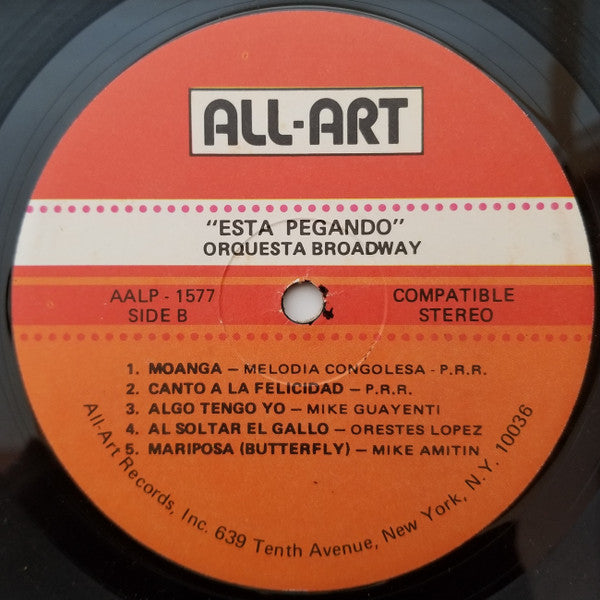 ALL-ART
"ESTA PEGANDO"
ORQUESTA BROADWAY
AALP - 1577
SIDE B
COMPATIBLE
STEREO
1. MOANGA — MELODIA CONGOLESA - P.R.R.
2. CANTO A LA FELICIDAD — P.R.R.
3. ALGO TENGO YO — MIKE GUAYENTI
4. AL SOLTAR EL GALLO — ORESTES LOPEZ
5. MARIPOSA (BUTTERFLY) — MIKE AMITIN
All-Art Records, Inc. 639 Tenth Avenue, New York, N.Y. 10036